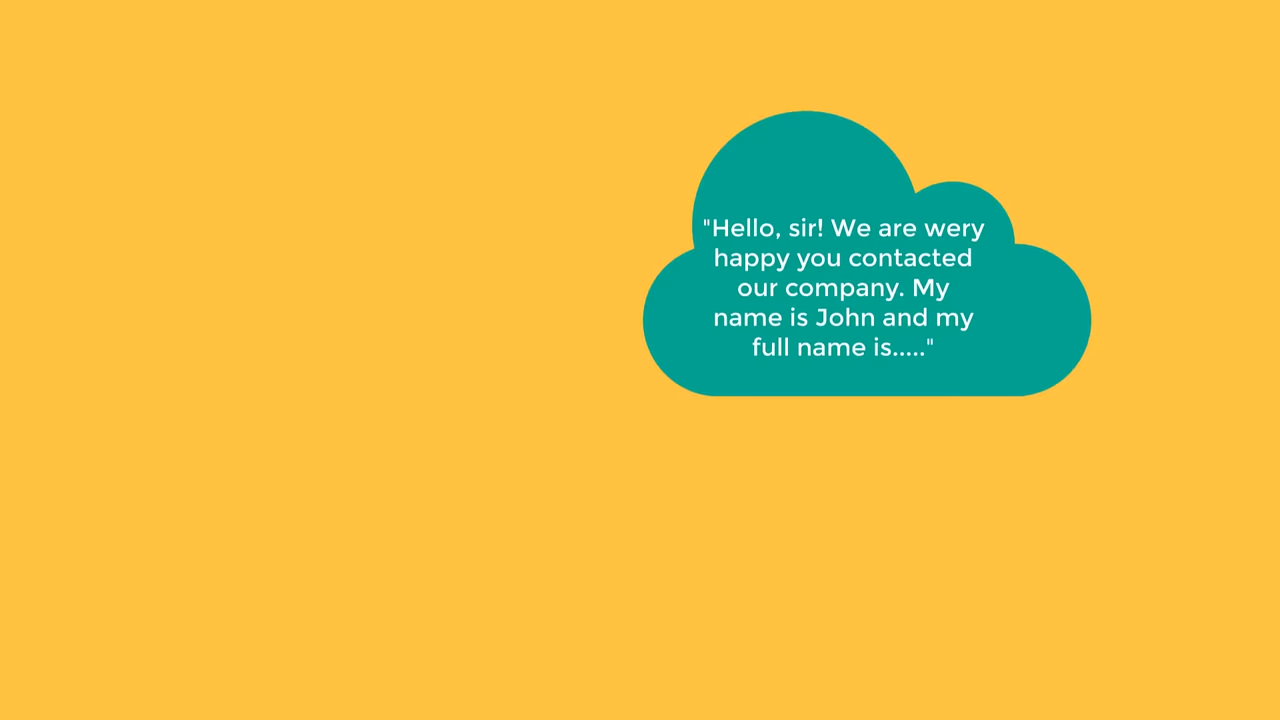 "Hello, sir! We are wery
happy you contacted
our company. My
name is John and my
full name is....."